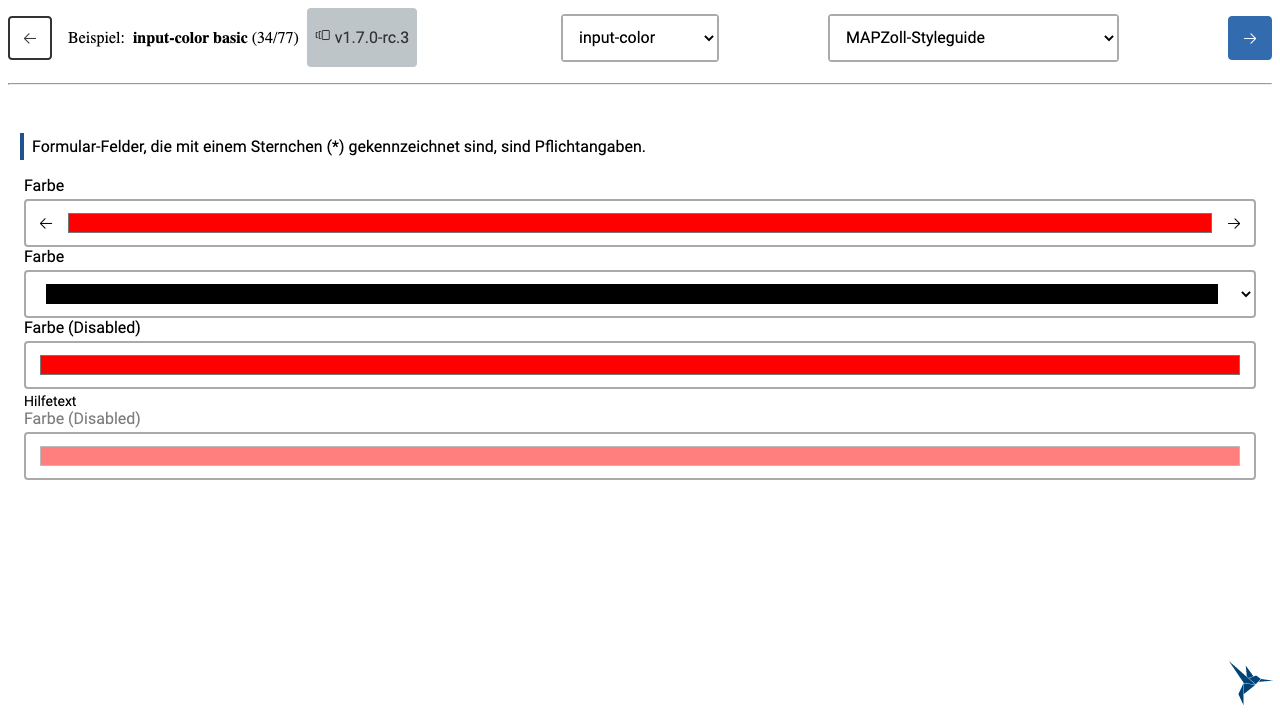 Beispiel: input-color basic (34/77) v1.7.0-rc.3 input-color MAPZoll-Styleguide
Formular-Felder, die mit einem Sternchen (*) gekennzeichnet sind, sind Pflichtangaben.
Farbe
Farbe
Farbe (Disabled)
Hilfetext
Farbe (Disabled)